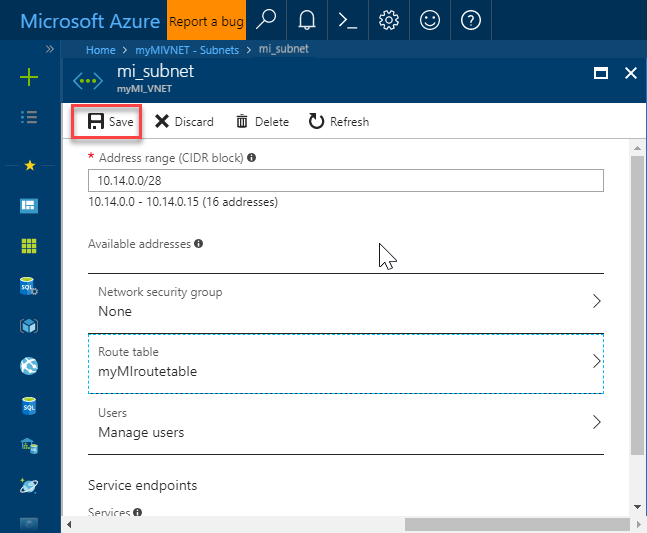 Microsoft Azure Report a bug
Home > myMIVNET - Subnets > mi_subnet
mi_subnet
myMI_VNET
Save Discard Delete Refresh
* Address range (CIDR block)
10.14.0.0/28
10.14.0.0 - 10.14.0.15 (16 addresses)
Available addresses
Network security group
None
Route table
myMIroutetable
Users
Manage users
Service endpoints
Services